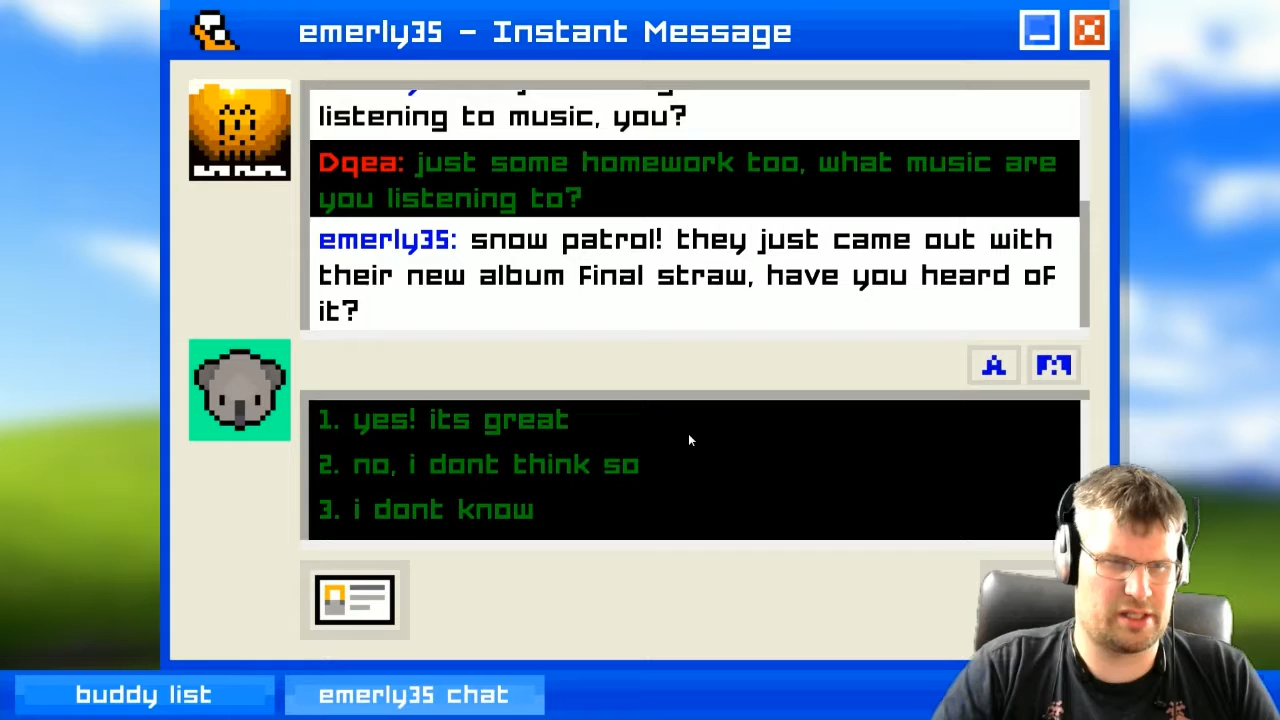 emerly35 - Instant Message
listening to music, you?
Dqea: just some homework too, what music are
you listening to?
emerly35: snow patrol! they just came out with
their new album final straw, have you heard of
it?
A
1. yes! its great
2. no, i dont think so
3. i dont know
buddy list
emerly35 chat